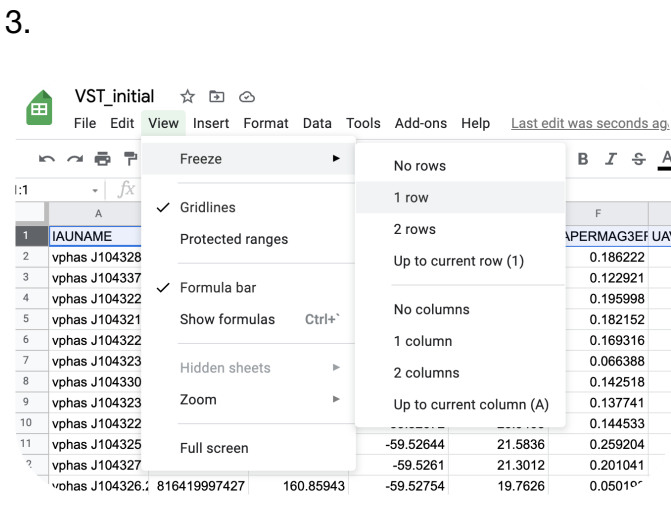 3.
VST_initial
File Edit View Insert Format Data Tools Add-ons Help Last edit was seconds ag
Freeze
No rows
B I S A
:1 fx
Gridlines
1 row
A F
1 IAUNAME
2 rows
APERMAG3E UA
2 vphas J104328
Protected ranges
0.186222
3 vphas J104337
Up to current row (1)
0.122921
4 vphas J104322
Formula bar
0.195998
5 vphas J104321
Show formulas Ctrl+`
No columns
0.182152
6 vphas J104322
1 column
0.169316
7 vphas J104323
Hidden sheets
2 columns
0.066388
8 vphas J104330
0.142518
9 vphas J104323
Zoom
Up to current column (A)
0.137741
10 vphas J104322
0.144533
11 vphas J104325
Full screen
-59.52644 21.5836 0.259204
vphas J104327
-59.5261 21.3012 0.201041
vphas J104326.2 816419997427 160.85943 -59.52754 19.7626 0.05019